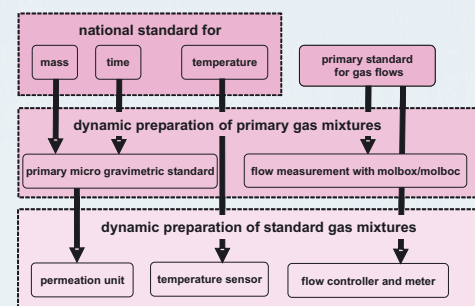 national standard for
mass
time
temperature
primary standard
for gas flows
dynamic preparation of primary gas mixtures
primary micro gravimetric standard
flow measurement with molbox/molboc
dynamic preparation of standard gas mixtures
permeation unit
temperature sensor
flow controller and meter